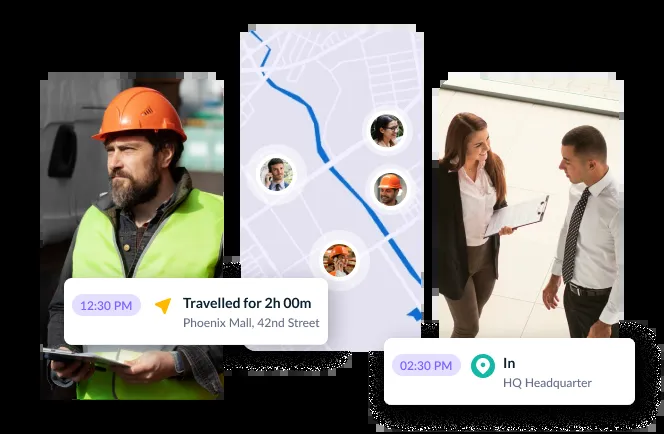 12:30 PM
Travelled for 2h 00m
Phoenix Mall, 42nd Street
02:30 PM
In
HQ Headquarter